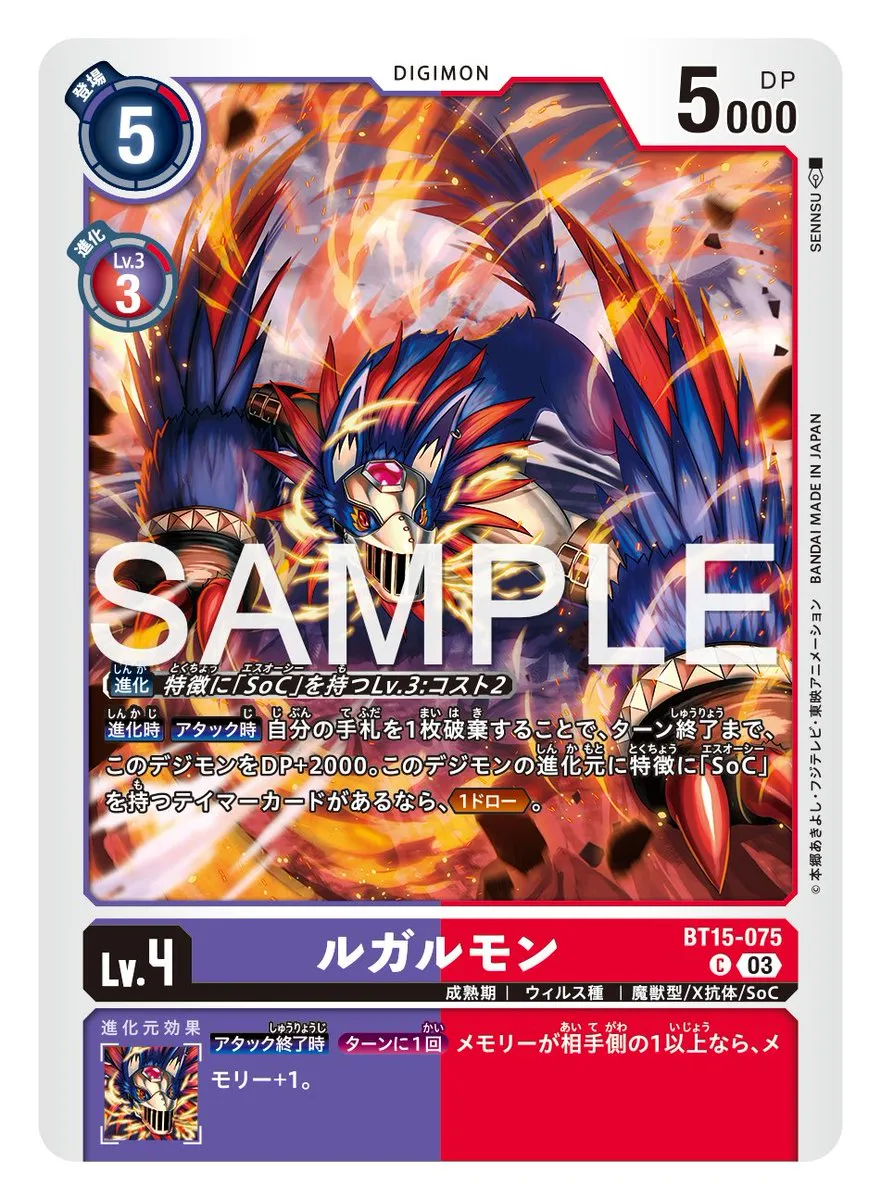 DIGIMON
登場
5
DP
5000
進化
Lv.3
3
SENNSU
BANDAI MADE IN JAPAN
©本郷あきよし・フジテレビ・東映アニメーション
SAMPLE
進化 特徴に「SoC」を持つLv.3:コスト2
進化時 アタック時 自分の手札を1枚破棄することで、ターン終了まで、
このデジモンをDP+2000。このデジモンの進化元に特徴に「SoC」
を持つテイマーカードがあるなら、1ドロー。
BT15-075
Lv.4
ルガルモン
C 03
成熟期 | ウィルス種 | 魔獣型/X抗体/SoC
進化元効果
アタック終了時 ターンに1回 メモリーが相手側の1以上なら、メ
モリー+1。